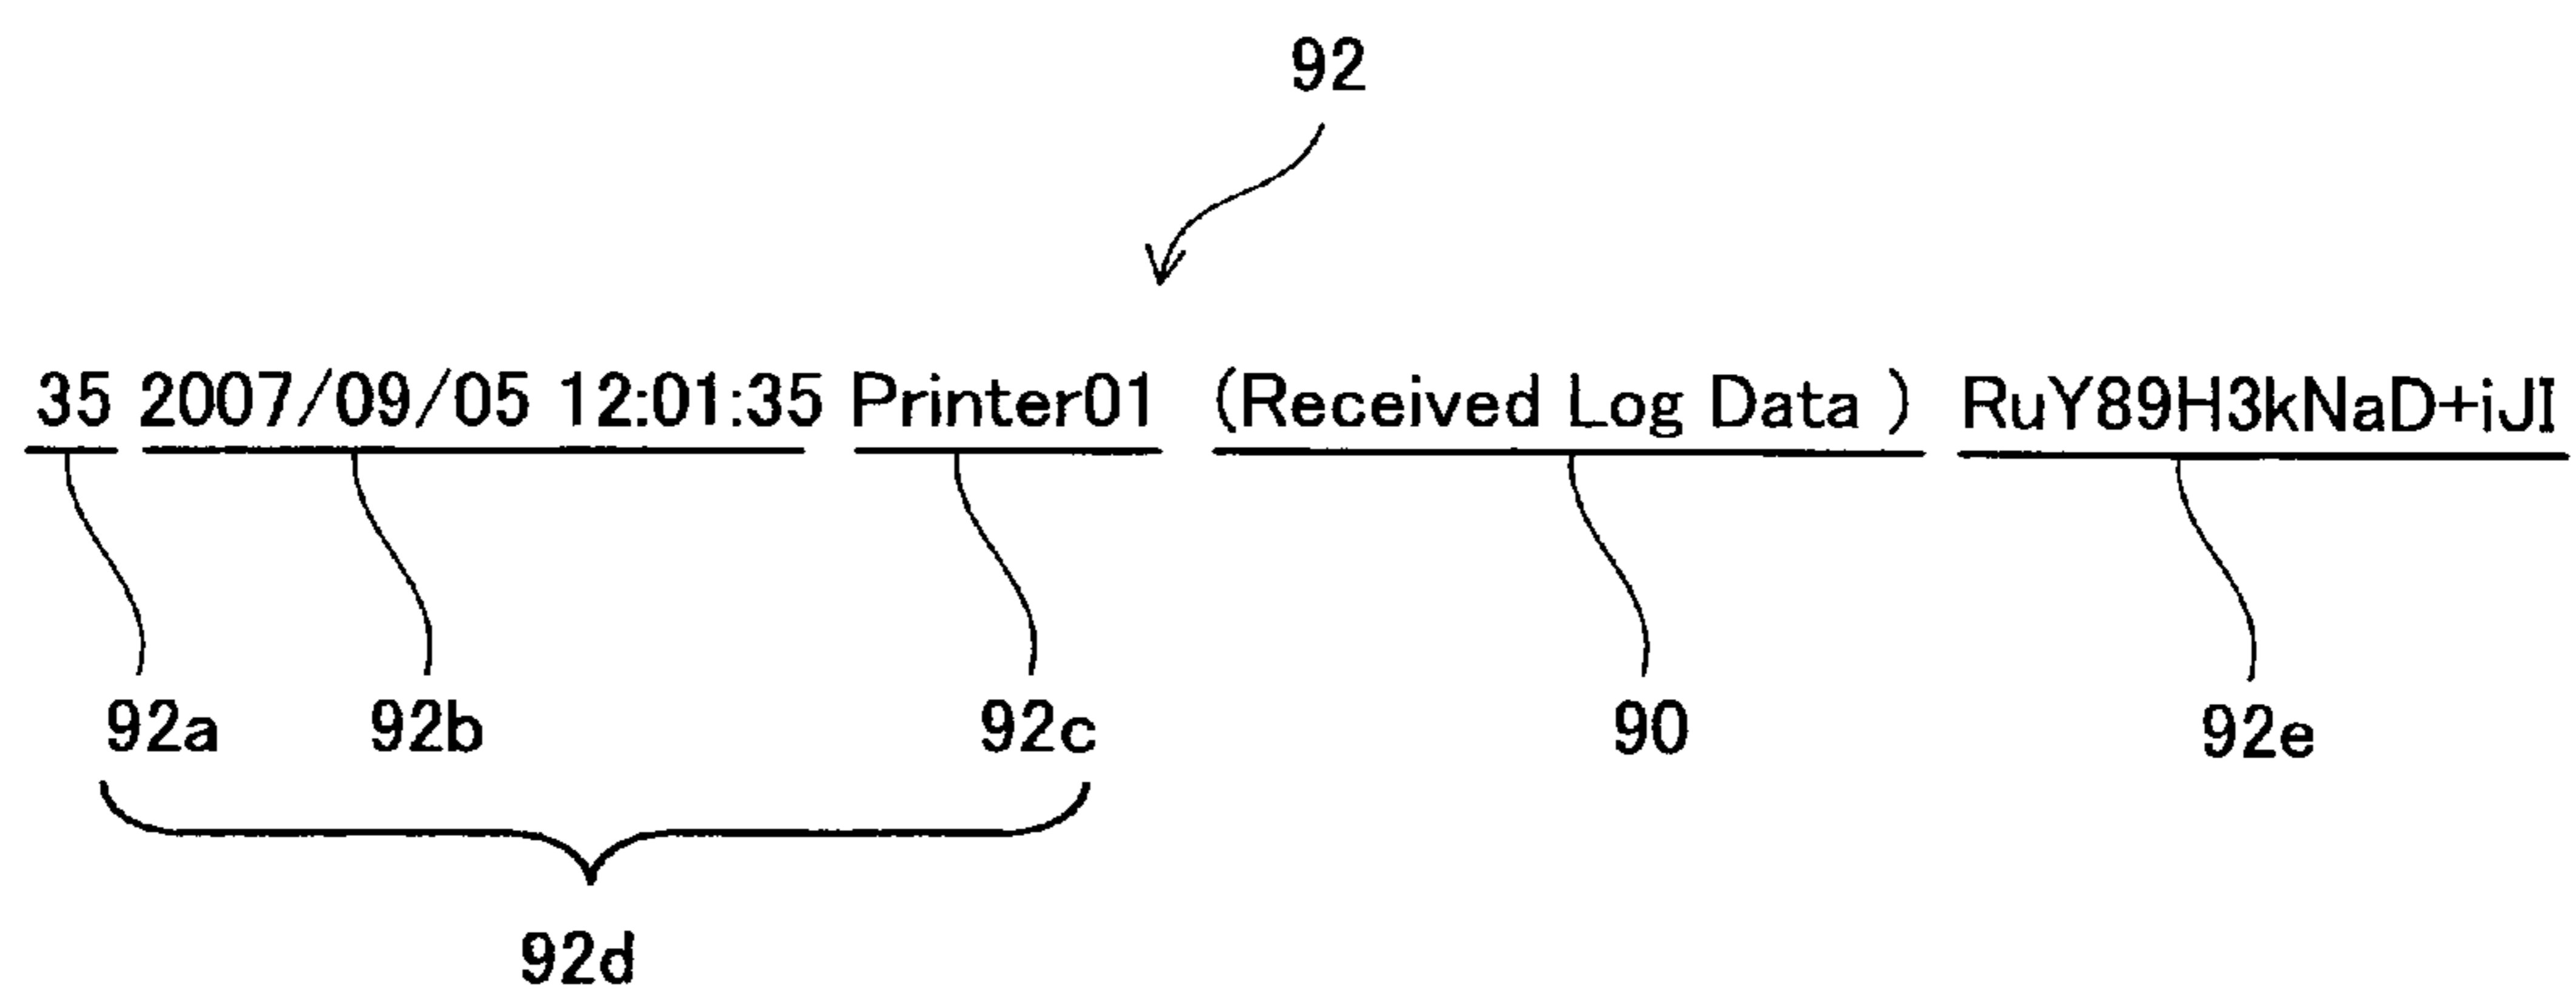 92
35 2007/09/05 12:01:35 Printer01 (Received Log Data ) RuY89H3kNaD+iJI
92a 92b 92c 90 92e
92d